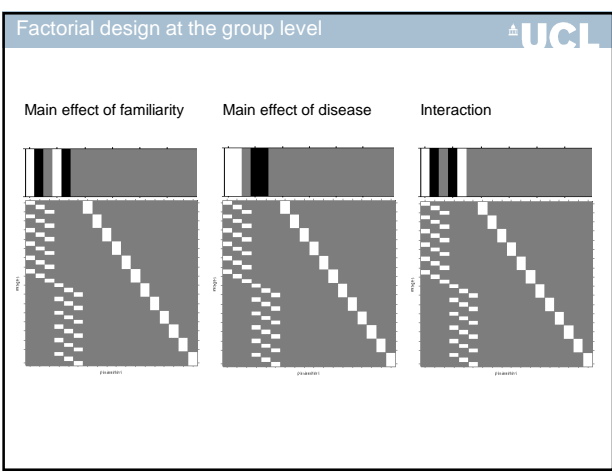 Factorial design at the group level
UCL
Main effect of familiarity
Main effect of disease
Interaction